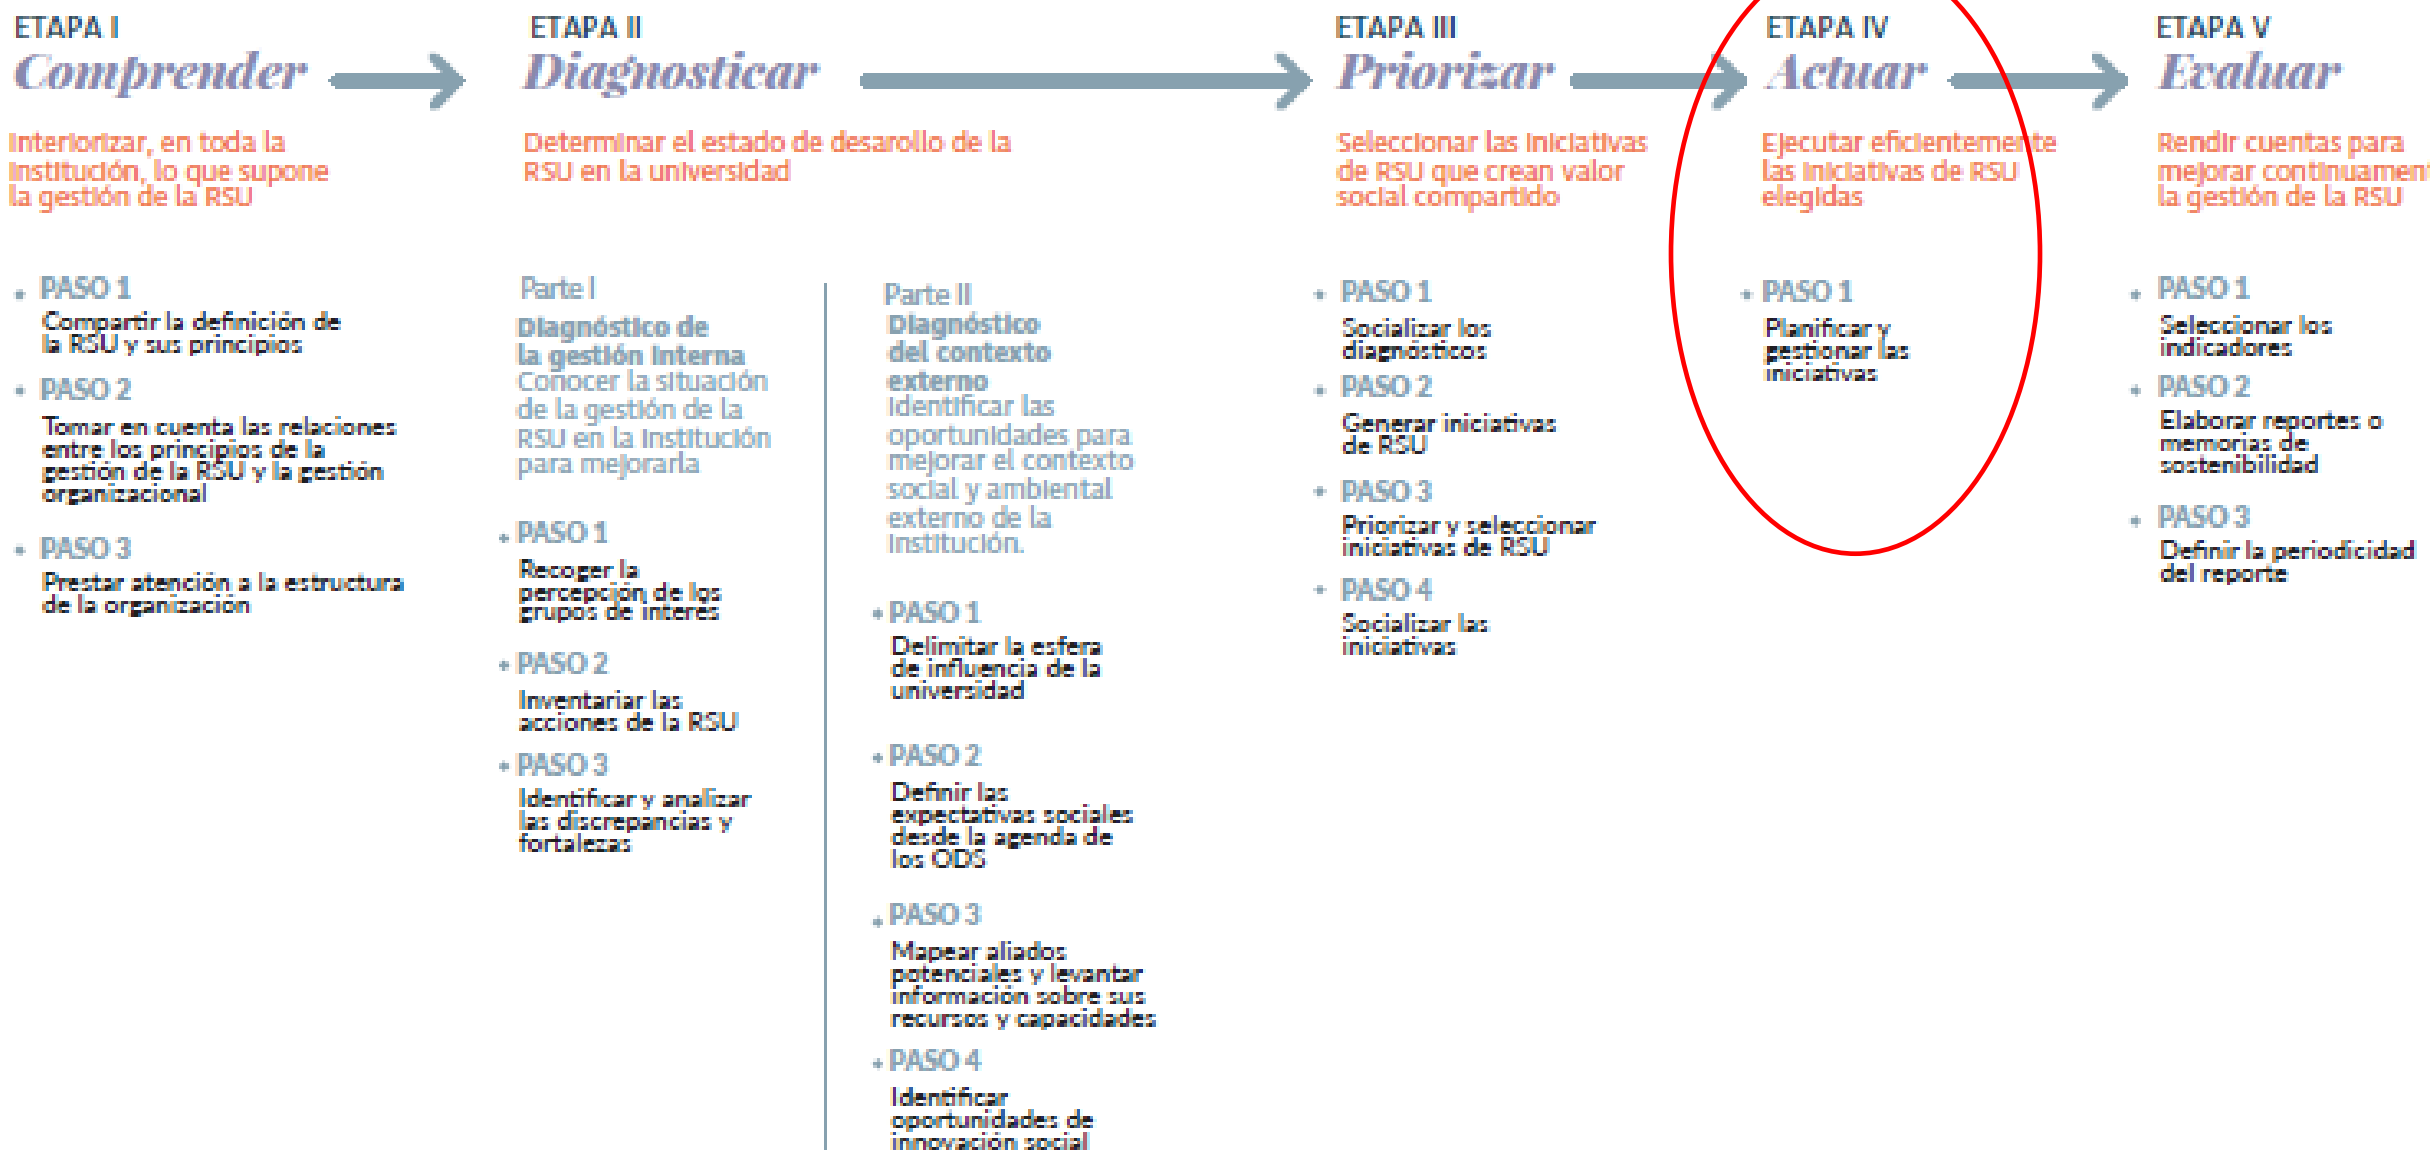 ETAPA I
Comprender
Interiorizar, en toda la
Institución, lo que supone
la gestión de la RSU
PASO 1
Compartir la definición de
la RSU y sus principios
PASO 2
Tomar en cuenta las relaciones
entre los principios de la
gestión de la RSU y la gestión
organizacional
PASO 3
Prestar atención a la estructura
de la organización
ETAPA II
Diagnosticar
Determinar el estado de desarollo de la
RSU en la universidad
Parte I
Diagnóstico de
la gestión interna
Conocer la situación
de la gestión de la
RSU en la institución
para mejorarla
PASO 1
Recoger la
percepción de los
grupos de interés
PASO 2
Inventariar las
acciones de la RSU
PASO 3
Identificar y analizar
las discrepancias y
fortalezas
Parte II
Diagnóstico
del contexto
externo
Identificar las
oportunidades para
mejorar el contexto
social y ambiental
externo de la
Institución.
PASO 1
Delimitar la esfera
de influencia de la
universidad
PASO 2
Definir las
expectativas sociales
desde la agenda de
los ODS
PASO 3
Mapear aliados
potenciales y levantar
información sobre sus
recursos y capacidades
PASO 4
Identificar
oportunidades de
innovación social
ETAPA III
Priorizar
Seleccionar las iniciativas
de RSU que crean valor
social compartido
PASO 1
Socializar los
diagnósticos
PASO 2
Generar iniciativas
de RSU
PASO 3
Priorizar y seleccionar
iniciativas de RSU
PASO 4
Socializar las
iniciativas
ETAPA IV
Actuar
Ejecutar eficientemente
las iniciativas de RSU
elegidas
PASO 1
Planificar y
gestionar las
iniciativas
ETAPA V
Evaluar
Rendir cuentas para
mejorar continuamen
la gestión de la RSU
PASO 1
Seleccionar los
indicadores
PASO 2
Elaborar reportes o
memorias de
sostenibilidad
PASO 3
Definir la periodicidad
del reporte